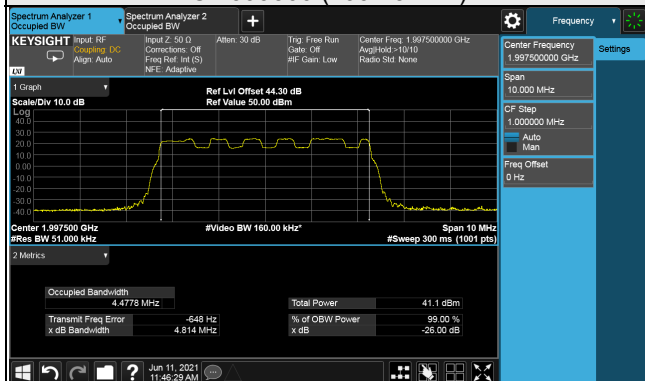 Spectrum Analyzer 1
Occupied BW
Spectrum Analyzer 2
Occupied BW
Frequency
KEYSIGHT
Input: RF
Coupling: DC
Align: Auto
Input Z: 50 Ω
Corrections: Off
Freq Ref: Int (S)
NFE: Adaptive
Atten: 30 dB
Trig: Free Run
Gate: Off
#IF Gain: Low
Center Freq: 1.997500000 GHz
Avg|Hold:>10/10
Radio Std: None
LXI
Center Frequency
1.997500000 GHz
Settings
Span
10.000 MHz
CF Step
1.000000 MHz
Auto
Man
Freq Offset
0 Hz
1 Graph
Scale/Div 10.0 dB
Ref Lvl Offset 44.30 dB
Ref Value 50.00 dBm
Log
40.0
30.0
20.0
10.0
0.00
-10.0
-20.0
-30.0
-40.0
Center 1.997500 GHz
#Res BW 51.000 kHz
#Video BW 160.00 kHz*
Span 10 MHz
#Sweep 300 ms (1001 pts)
2 Metrics
Occupied Bandwidth
4.4778 MHz
Total Power 41.1 dBm
Transmit Freq Error -648 Hz
% of OBW Power 99.00 %
x dB Bandwidth 4.814 MHz
x dB -26.00 dB
Jun 11, 2021
11:46:29 AM